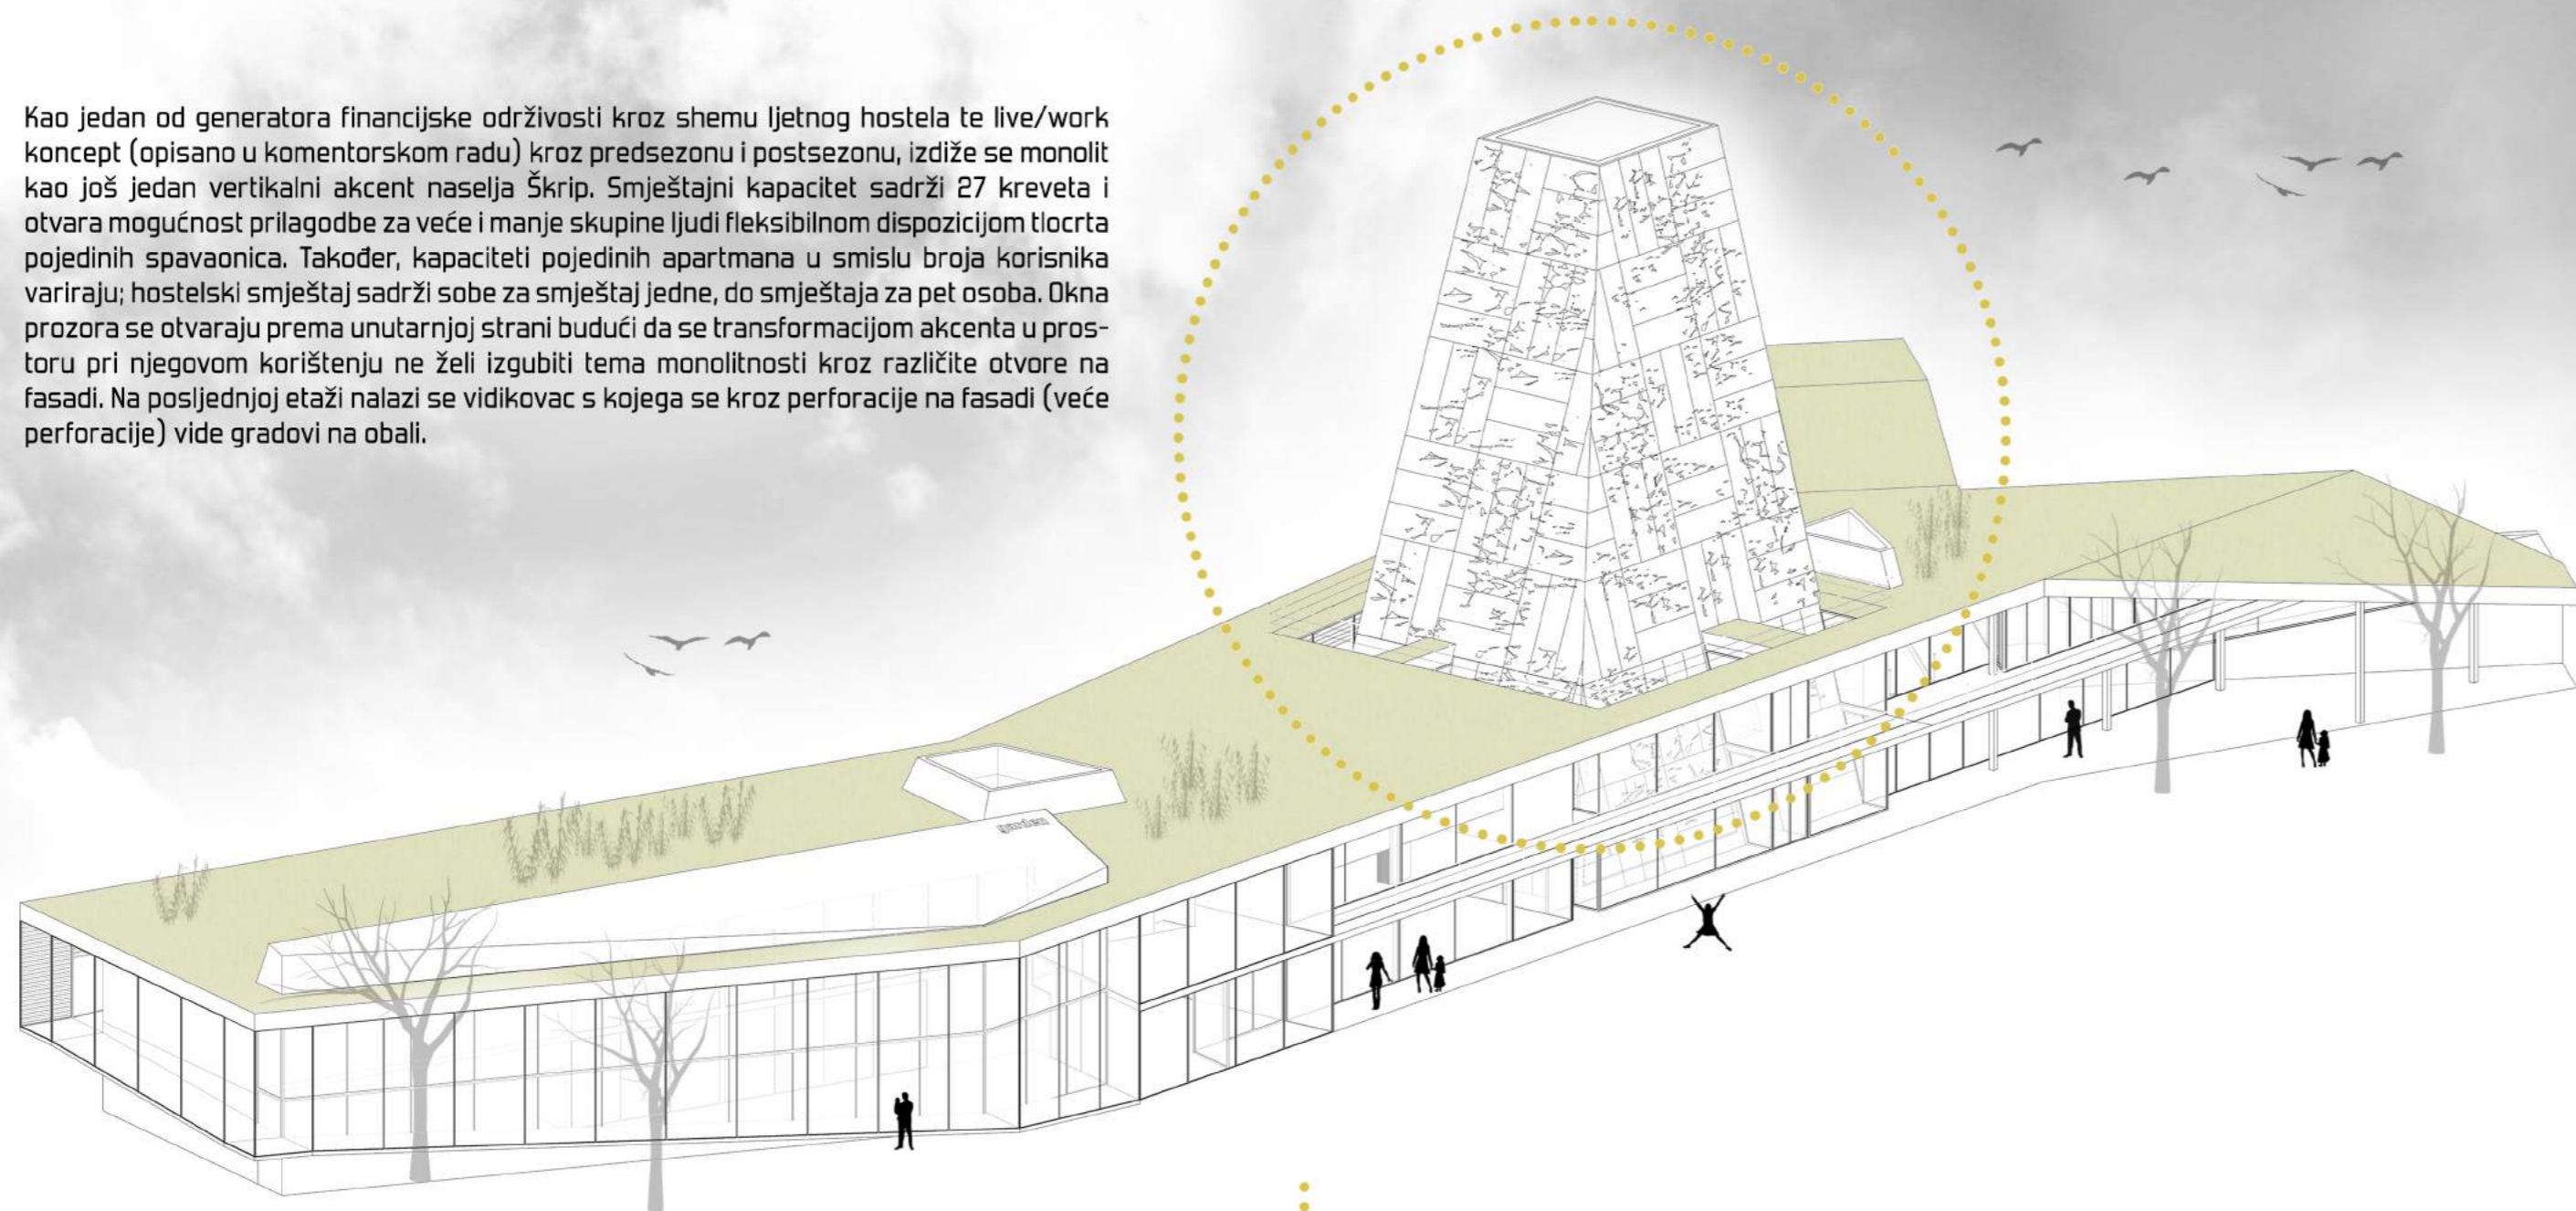 Kao jedan od generatora financijske održivosti kroz shemu ljetnog hostela te live/work
koncept (opisano u komentorskom radu) kroz predsezonu i postsezonu, izdiže se monolit
kao još jedan vertikalni akcent naselja Škrip. Smještajni kapacitet sadrži 27 kreveta i
otvara mogućnost prilagodbe za veće i manje skupine ljudi fleksibilnom dispozicijom tlocrta
pojedinih spavaonica. Također, kapaciteti pojedinih apartmana u smislu broja korisnika
variraju; hostelski smještaj sadrži sobe za smještaj jedne, do smještaja za pet osoba. Okna
prozora se otvaraju prema unutarnjoj strani budući da se transformacijom akcenta u pros-
toru pri njegovom korištenju ne želi izgubiti tema monolitnosti kroz različite otvore na
fasadi. Na posljednjoj etaži nalazi se vidikovac s kojega se kroz perforacije na fasadi (veće
perforacije) vide gradovi na obali.